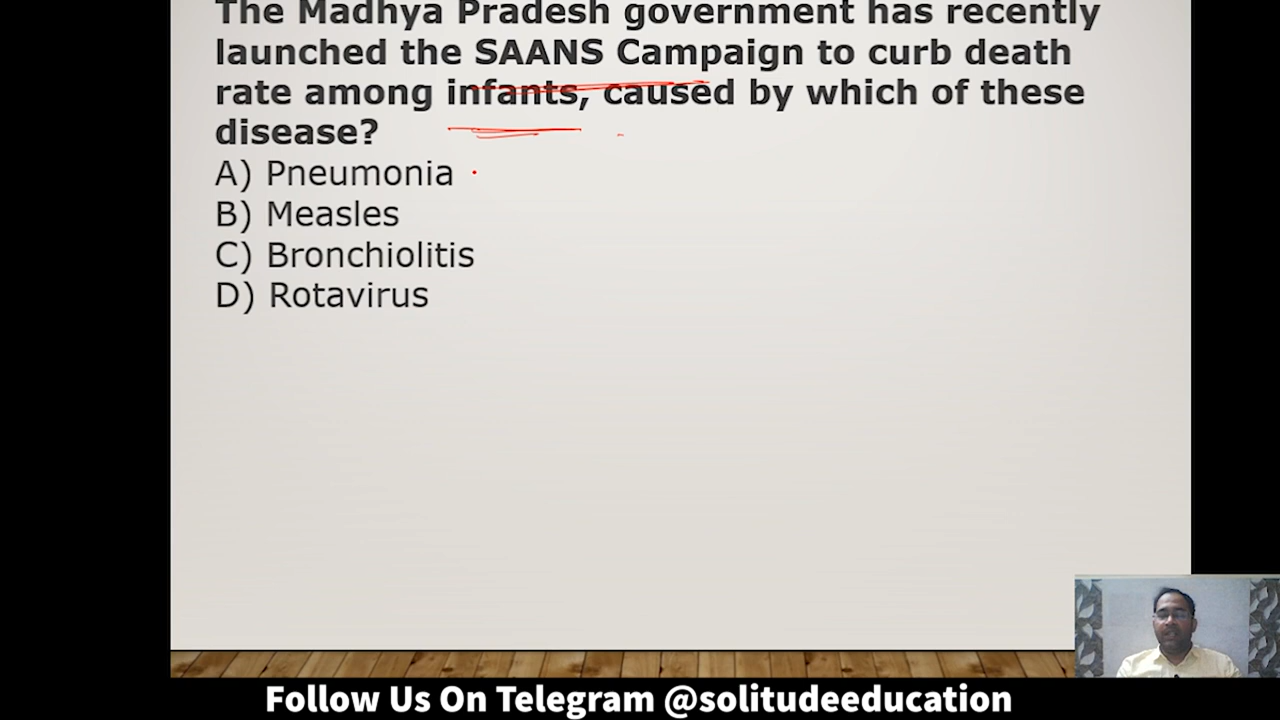 The Madhya Pradesh government has recently
launched the SAANS Campaign to curb death
rate among infants, caused by which of these
disease?
A) Pneumonia
B) Measles
C) Bronchiolitis
D) Rotavirus
Follow Us On Telegram @solitudeeducation